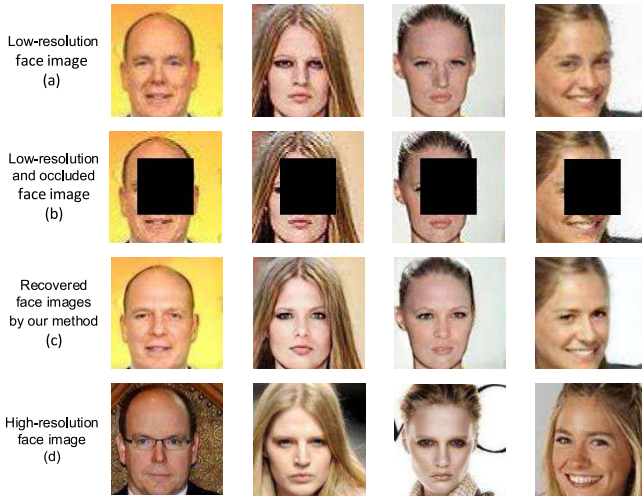 Low-resolution
face image
(a)
Low-resolution
and occluded
face image
(b)
Recovered
face images
by our method
(c)
High-resolution
face image
(d)